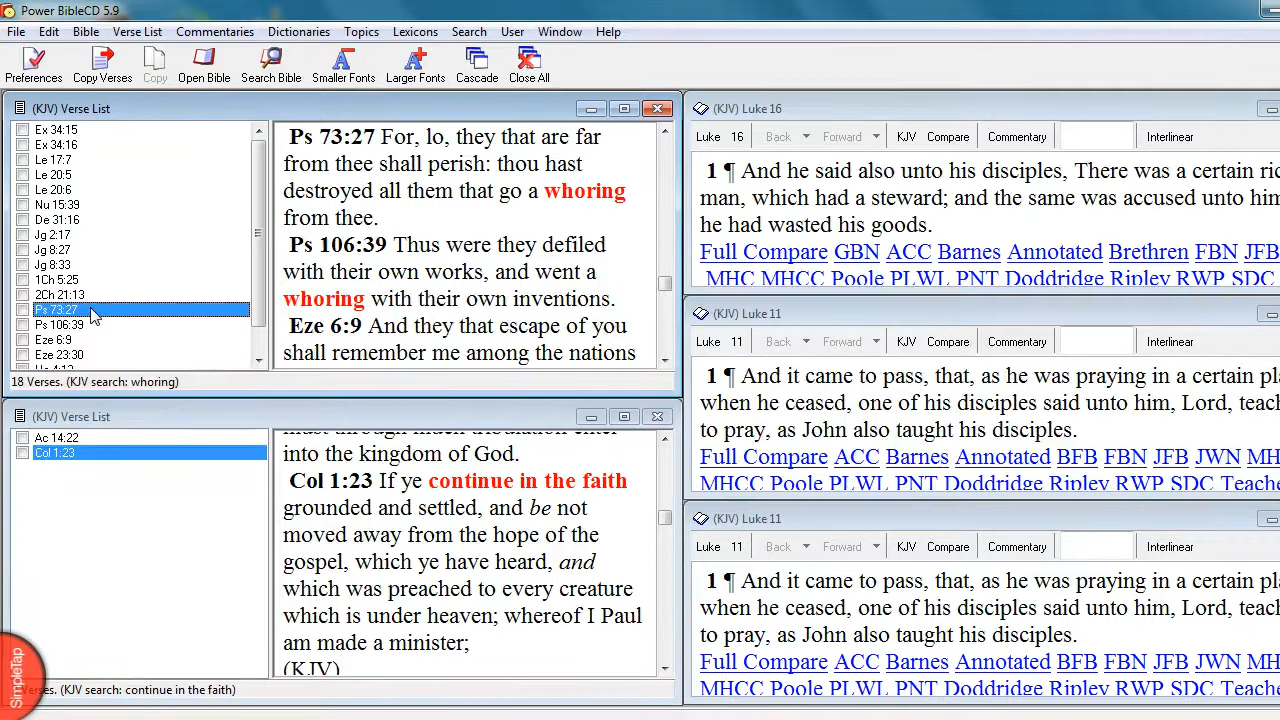 Power BibleCD 5.9
File Edit Bible Verse List Commentaries Dictionaries Topics Lexicons Search User Window Help
Preferences Copy Verses Copy Open Bible Search Bible Smaller Fonts Larger Fonts Cascade Close All
(KJV) Verse List
Ex 34:15
Ex 34:16
Le 17:7
Le 20:5
Le 20:6
Nu 15:39
De 31:16
Jg 2:17
Jg 8:27
Jg 8:33
1Ch 5:25
2Ch 21:13
Ps 73:27
Ps 106:39
Eze 6:9
Eze 23:30
Ps 73:27 For, lo, they that are far
from thee shall perish: thou hast
destroyed all them that go a whoring
from thee.
Ps 106:39 Thus were they defiled
with their own works, and went a
whoring with their own inventions.
Eze 6:9 And they that escape of you
shall remember me among the nations
18 Verses. (KJV search: whoring)
(KJV) Verse List
Ac 14:22
Col 1:23
must through much tribulation enter
into the kingdom of God.
Col 1:23 If ye continue in the faith
grounded and settled, and be not
moved away from the hope of the
gospel, which ye have heard, and
which was preached to every creature
which is under heaven; whereof I Paul
am made a minister;
(KJV)
Verses. (KJV search: continue in the faith)
SimpleTap
(KJV) Luke 16
Luke 16 Back Forward KJV Compare Commentary Interlinear
1 ¶ And he said also unto his disciples, There was a certain ric
man, which had a steward; and the same was accused unto him
he had wasted his goods.
Full Compare GBN ACC Barnes Annotated Brethren FBN JF
MHC MHCC Poole PLWL PNT Doddridge Ripley RWP SDC
(KJV) Luke 11
Luke 11 Back Forward KJV Compare Commentary Interlinear
1 ¶ And it came to pass, that, as he was praying in a certain pl
when he ceased, one of his disciples said unto him, Lord, teac
to pray, as John also taught his disciples.
Full Compare ACC Barnes Annotated BFB FBN JFB JWN MH
MHCC Poole PLWL PNT Doddridge Ripley RWP SDC Teache
(KJV) Luke 11
Luke 11 Back Forward KJV Compare Commentary Interlinear
1 ¶ And it came to pass, that, as he was praying in a certain pl
when he ceased, one of his disciples said unto him, Lord, teac
to pray, as John also taught his disciples.
Full Compare ACC Barnes Annotated BFB FBN JFB JWN MH
MHCC Poole PLWL PNT Doddridge Ripley RWP SDC Teache